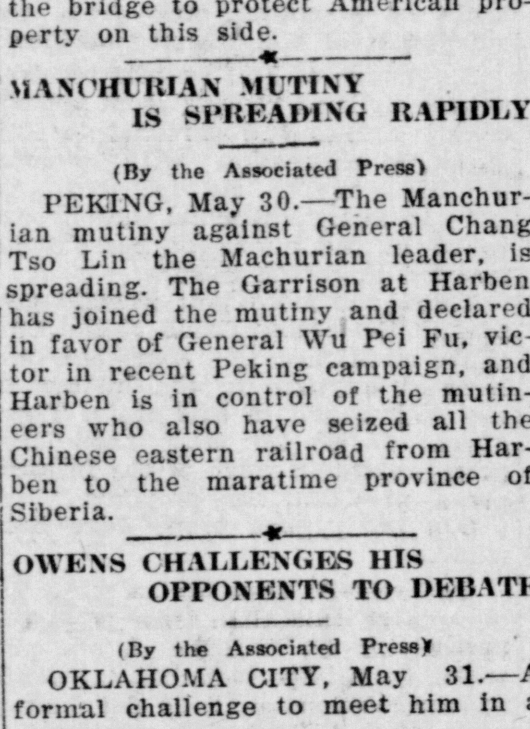 the bridge to protect American pro-
perty on this side.
MANCHURIAN MUTINY
IS SPREADING RAPIDLY
(By the Associated Press)
PEKING, May 30.—The Manchur-
ian mutiny against General Chang
Tso Lin the Machurian leader, is
spreading. The Garrison at Harben
has joined the mutiny and declared
in favor of General Wu Pei Fu, vic-
tor in recent Peking campaign, and
Harben is in control of the mutin-
eers who also have seized all the
Chinese eastern railroad from Har-
ben to the maratime province of
Siberia.
OWENS CHALLENGES HIS
OPPONENTS TO DEBATE
(By the Associated Press)
OKLAHOMA CITY, May 31.—A
formal challenge to meet him in a